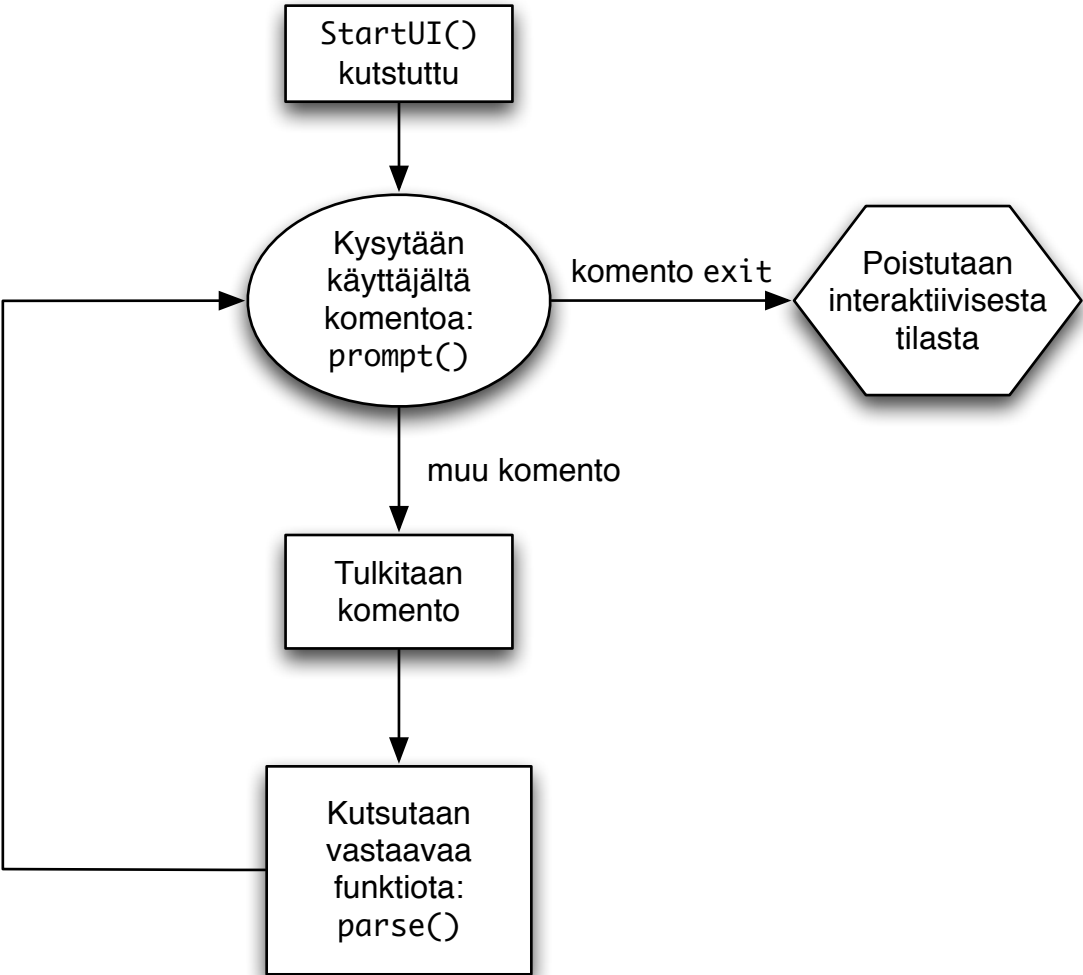 StartUI()
kutstuttu
Kysytään
käyttäjältä
komentoa:
prompt()
komento exit
Poistutaan
interaktiivisesta
tilasta
muu komento
Tulkitaan
komento
Kutsutaan
vastaavaa
funktiota:
parse()